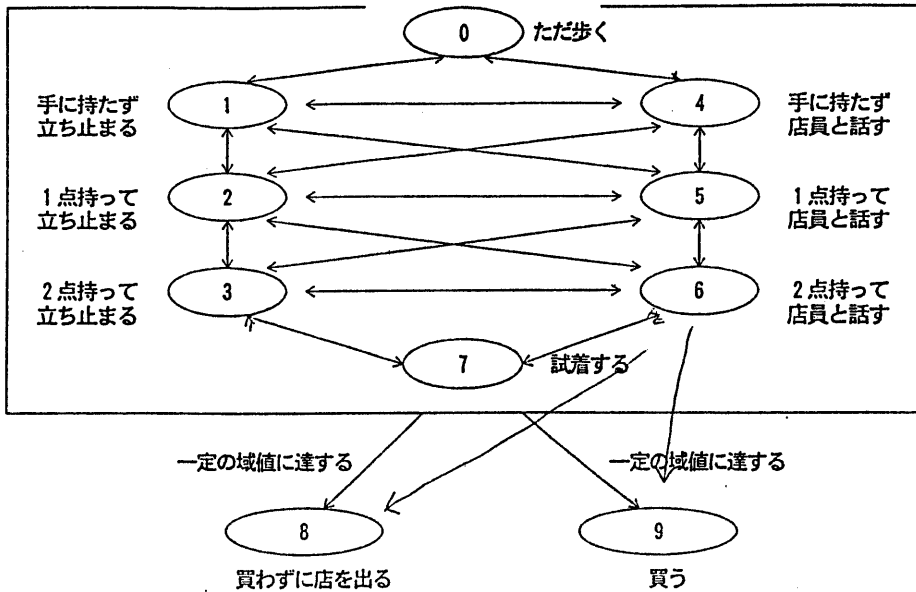 0 ただ歩く
手に持たず
立ち止まる
1
4
手に持たず
店員と話す
1点持って
立ち止まる
2
5
1点持って
店員と話す
2点持って
立ち止まる
3
6
2点持って
店員と話す
7 試着する
一定の域値に達する
一定の域値に達する
8
9
買わずに店を出る
買う